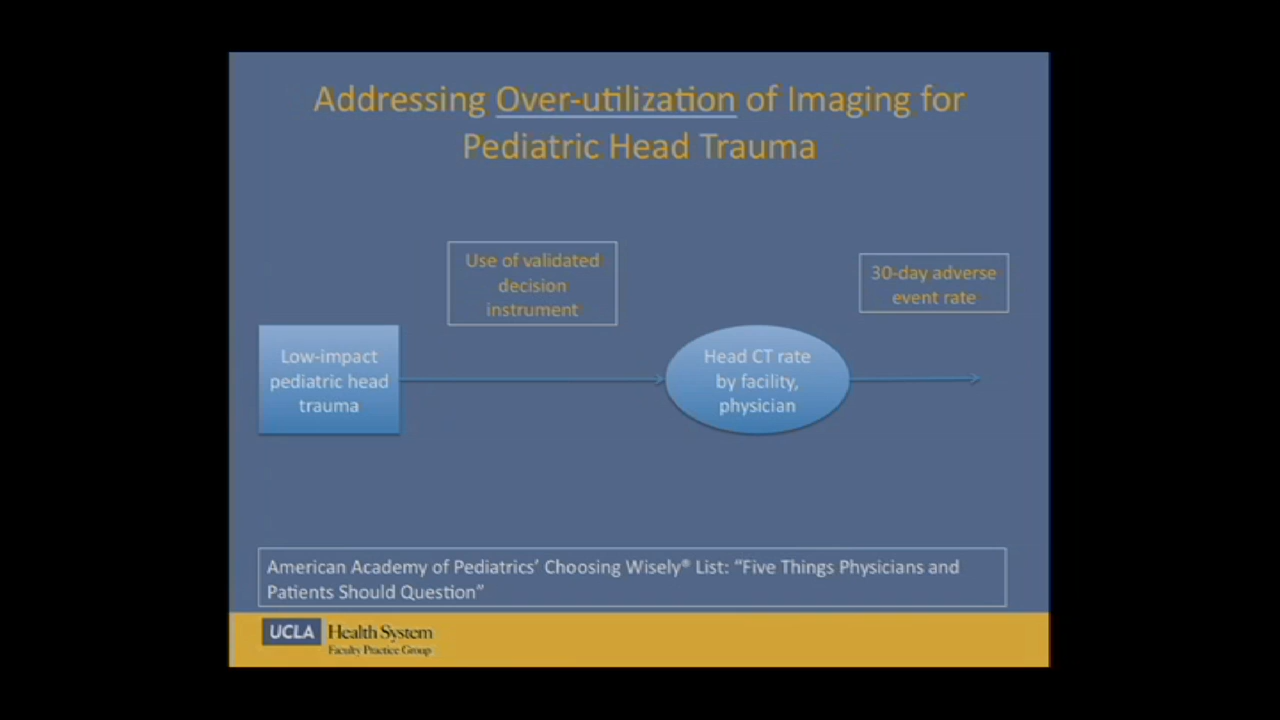 Addressing Over-utilization of Imaging for
Pediatric Head Trauma
Use of validated
decision
instrument
30-day adverse
event rate
Low-impact
pediatric head
trauma
Head CT rate
by facility,
physician
American Academy of Pediatrics’ Choosing Wisely® List: “Five Things Physicians and
Patients Should Question”
UCLA Health System
Faculty Practice Group